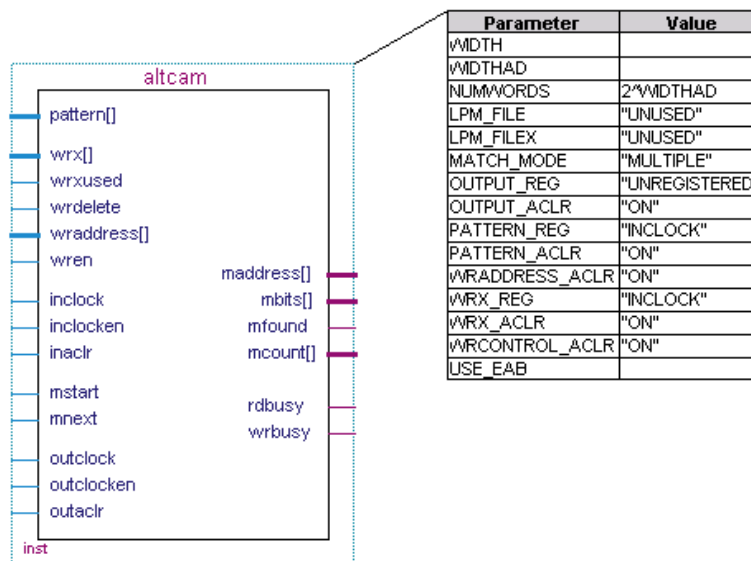 altcam
pattern[]
wrx[]
wrxused
wrdelete
wraddress[]
wren
maddress[]
inclock
mbits[]
inclocken
mfound
inaclr
mcount[]
mstart
rdbusy
mnext
wrbusy
outclock
outclocken
outaclr
inst
Parameter Value
WIDTH
WIDTHAD
NUMWORDS 2^WIDTHAD
LPM_FILE "UNUSED"
LPM_FILEX "UNUSED"
MATCH_MODE "MULTIPLE"
OUTPUT_REG "UNREGISTERED
OUTPUT_ACLR "ON"
PATTERN_REG "INCLOCK"
PATTERN_ACLR "ON"
WRADDRESS_ACLR "ON"
WRX_REG "INCLOCK"
WRX_ACLR "ON"
WRCONTROL_ACLR "ON"
USE_EAB